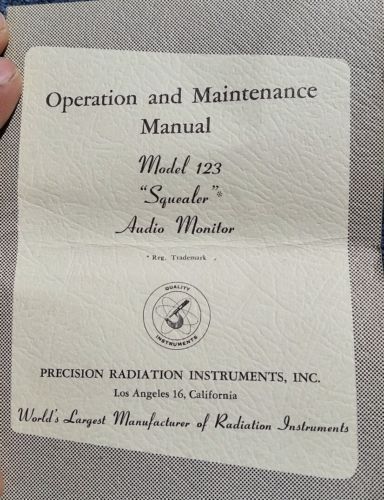 Operation and Maintenance
Manual
Model 123
"Squealer"*
Audio Monitor
* Reg. Trademark .
QUALITY
INSTRUMENTS
PRECISION RADIATION INSTRUMENTS, INC.
Los Angeles 16, California
World's Largest Manufacturer of Radiation Instruments